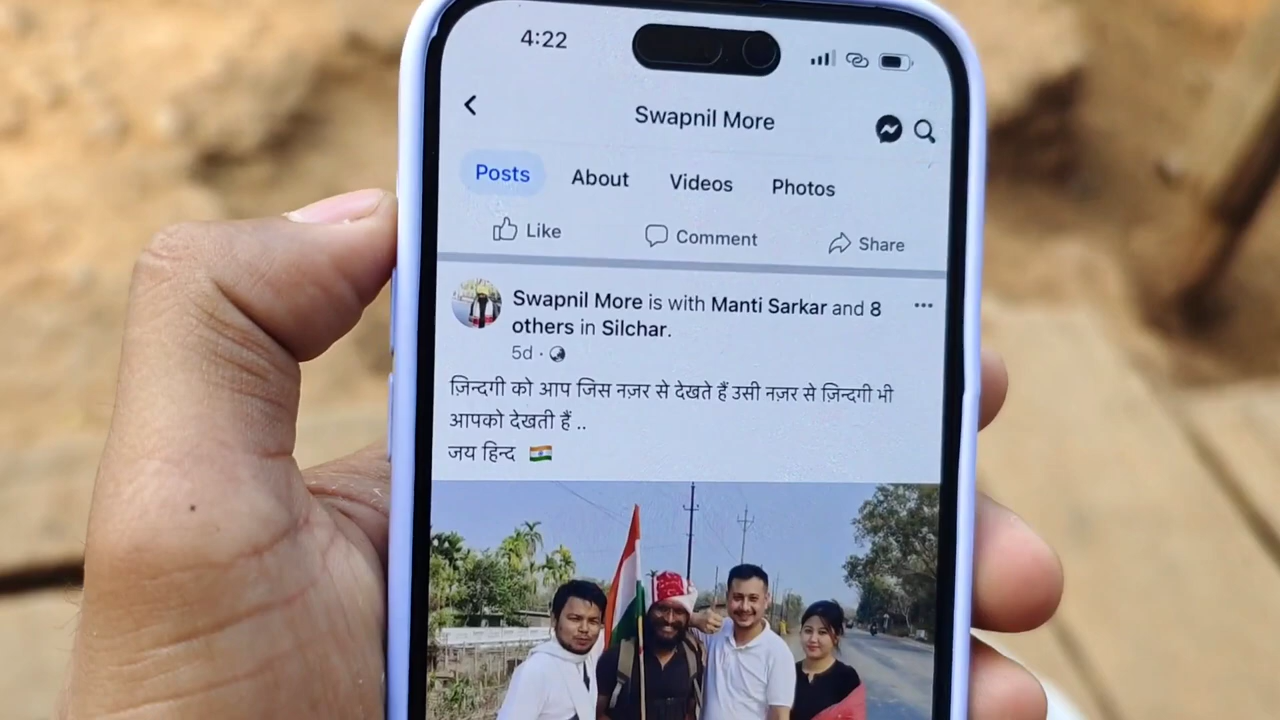 4:22
Swapnil More
Posts About Videos Photos
Like Comment Share
Swapnil More is with Manti Sarkar and 8
others in Silchar.
5d ·
ज़िन्दगी को आप जिस नज़र से देखते हैं उसी नज़र से ज़िन्दगी भी
आपको देखती हैं ..
जय हिन्द 🇮🇳